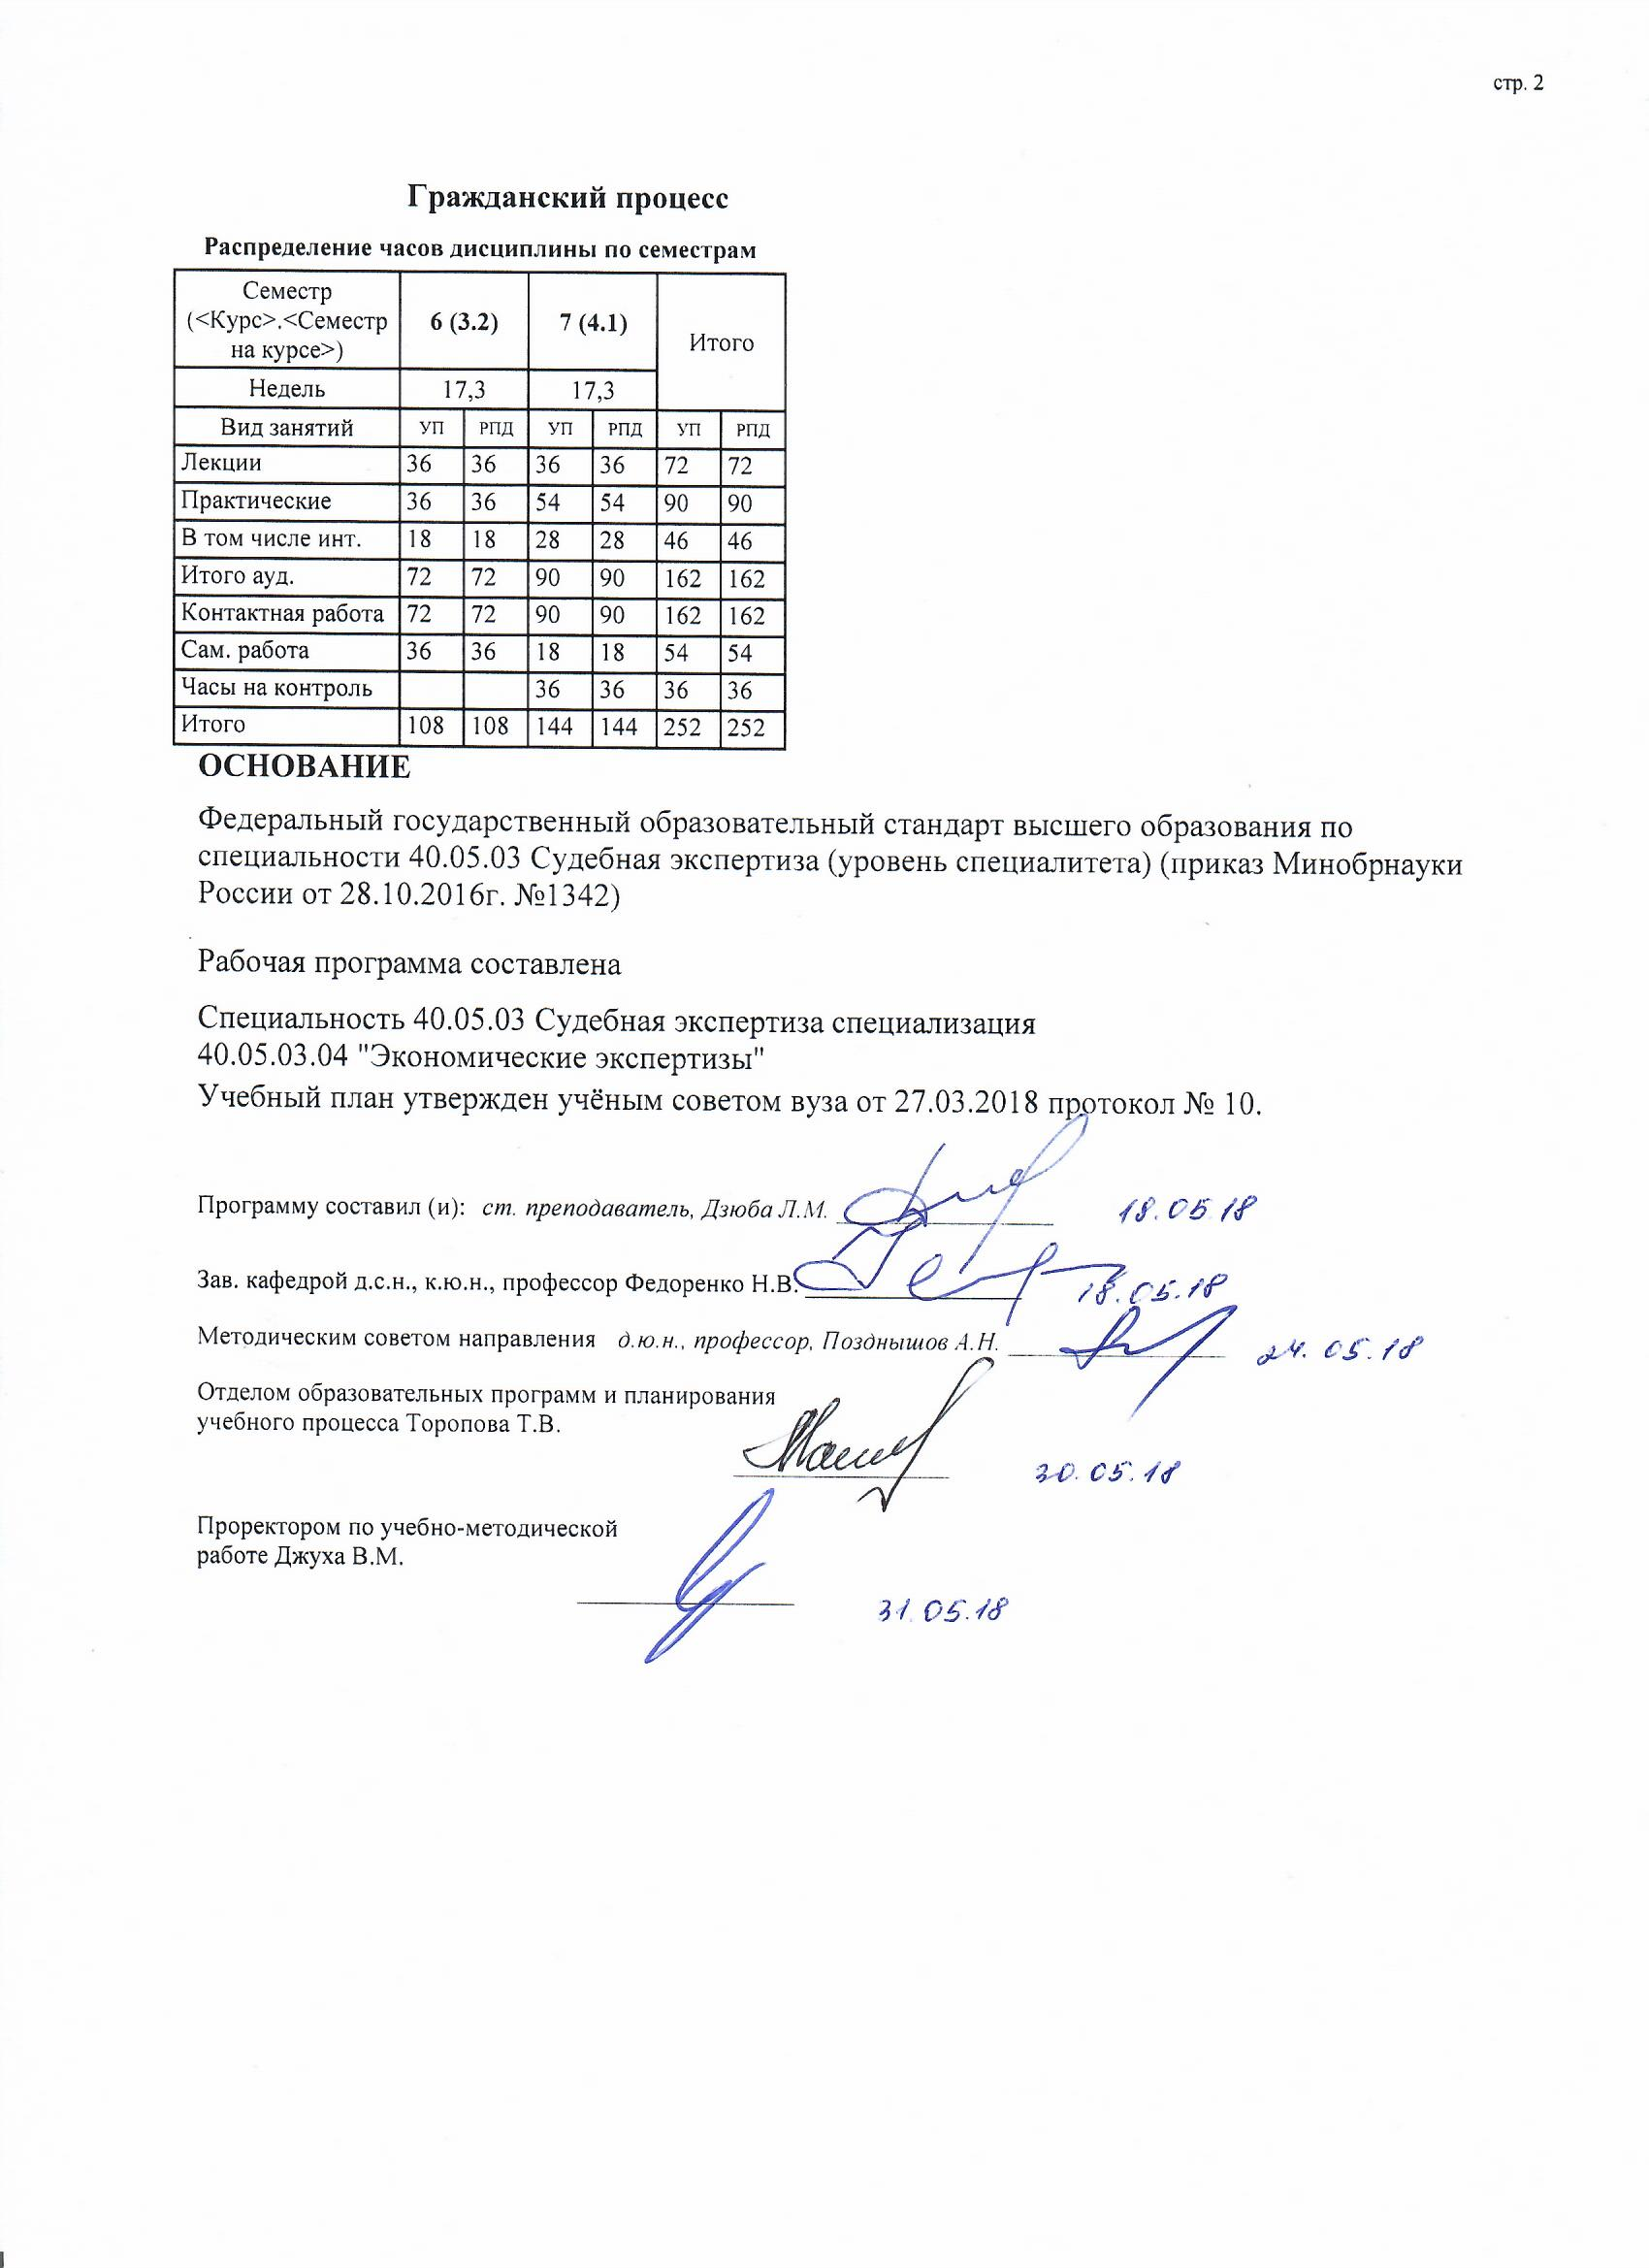 стр. 2
Гражданский процесс
Распределение часов дисциплины по семестрам
Семестр
(<Курс>.<Семестр
на курсе>)
6 (3.2) 7 (4.1) Итого
Недель 17,3 17,3
Вид занятий УП РПД УП РПД УП РПД
Лекции 36 36 36 36 72 72
Практические 36 36 54 54 90 90
В том числе инт. 18 18 28 28 46 46
Итого ауд. 72 72 90 90 162 162
Контактная работа 72 72 90 90 162 162
Сам. работа 36 36 18 18 54 54
Часы на контроль 36 36 36 36
Итого 108 108 144 144 252 252
ОСНОВАНИЕ
Федеральный государственный образовательный стандарт высшего образования по
специальности 40.05.03 Судебная экспертиза (уровень специалитета) (приказ Минобрнауки
России от 28.10.2016г. №1342)
Рабочая программа составлена
Специальность 40.05.03 Судебная экспертиза специализация
40.05.03.04 "Экономические экспертизы"
Учебный план утвержден учёным советом вуза от 27.03.2018 протокол № 10.
Программу составил (и): ст. преподаватель, Дзюба Л.М. 18.05.18
Зав. кафедрой д.с.н., к.ю.н., профессор Федоренко Н.В. 18.05.18
Методическим советом направления д.ю.н., профессор, Позднышов А.Н. 24.05.18
Отделом образовательных программ и планирования
учебного процесса Торопова Т.В.
30.05.18
Проректором по учебно-методической
работе Джуха В.М.
31.05.18